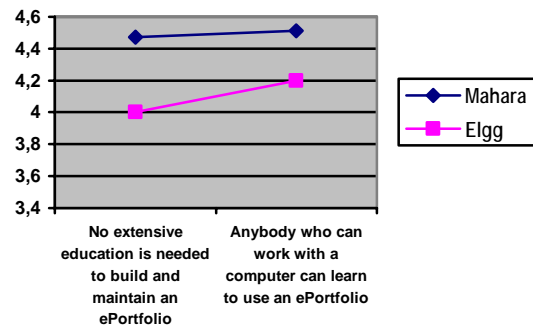 4,6
4,4
4,2
4
3,8
3,6
3,4
No extensive
education is needed
to build and
maintain an
ePortfolio
Anybody who can
work with a
computer can learn
to use an ePortfolio
Mahara
Elgg